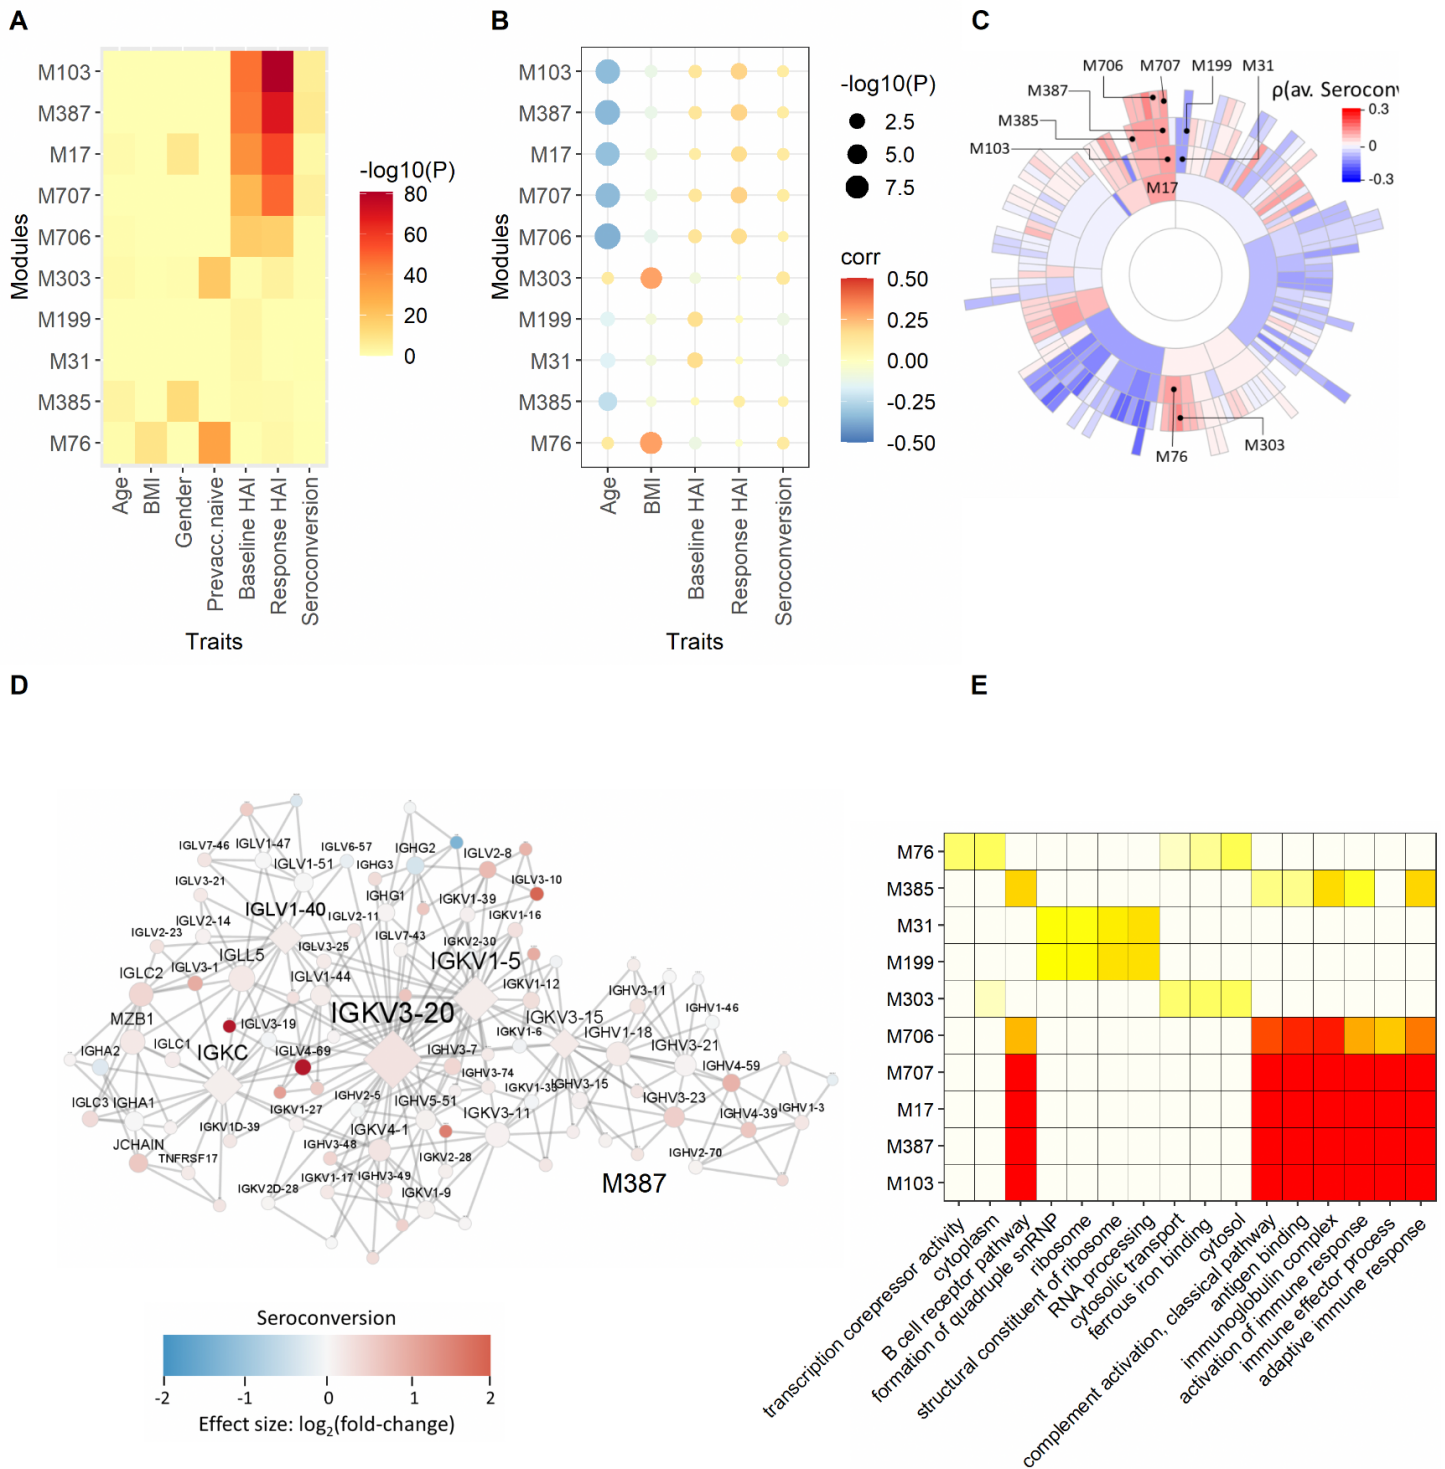 A
M103
M387
M17
M707
M706
M303
M199
M31
M385
M76
Modules
Age
BMI
Gender
Prevacc.naive
Baseline HAI
Response HAI
Seroconversion
Traits
-log10(P)
80
60
40
20
0
B
M103
M387
M17
M707
M706
M303
M199
M31
M385
M76
Modules
Age
BMI
Baseline HAI
Response HAI
Seroconversion
Traits
-log10(P)
2.5
5.0
7.5
corr
0.50
0.25
0.00
-0.25
-0.50
C
M706
M707
M199
M31
M387
M385
M103
M17
M76
M303
ρ(av. Serocon
0.3
0
-0.3
D
IGLV7-46
IGLV1-47
IGLV6-57
IGHG2
IGLV2-8
IGLV1-51
IGHG3
IGLV3-21
IGHG1
IGKV1-39
IGLV3-10
IGLV1-40
IGLV2-14
IGLV2-11
IGKV1-16
IGLV2-23
IGLV3-25
IGLV7-43
IGKV2-30
IGLL5
IGKV1-5
IGLC2
IGLV3-1
IGLV1-44
IGKV1-12
IGHV3-11
IGHV1-46
MZB1
IGLV3-19
IGKV3-20
IGKV3-15
IGKV1-6
IGHV1-18
IGHV3-21
IGHA2
IGLC1
IGKC
IGLV4-69
IGHV3-7
IGHV4-59
IGHV3-74
IGKV1-33
IGHV3-15
IGLC3
IGHA1
IGKV1-27
IGHV2-5
IGHV5-51
IGKV3-11
IGHV3-23
IGHV4-39
IGHV1-3
IGKV1D-39
IGKV4-1
JCHAIN
IGHV3-48
TNFRSF17
IGKV2-28
IGHV2-70
IGKV1-17
IGHV3-49
IGKV2D-28
IGKV1-9
M387
Seroconversion
-2
-1
0
1
2
Effect size: log2(fold-change)
E
M76
M385
M31
M199
M303
M706
M707
M17
M387
M103
transcription corepressor activity
cytoplasm
B cell receptor pathway
formation of quadruple snRNP
ribosome
structural constituent of ribosome
RNA processing
cytosolic transport
ferrous iron binding
cytosol
complement activation, classical pathway
antigen binding
immunoglobulin complex
activation of immune response
immune effector process
adaptive immune response